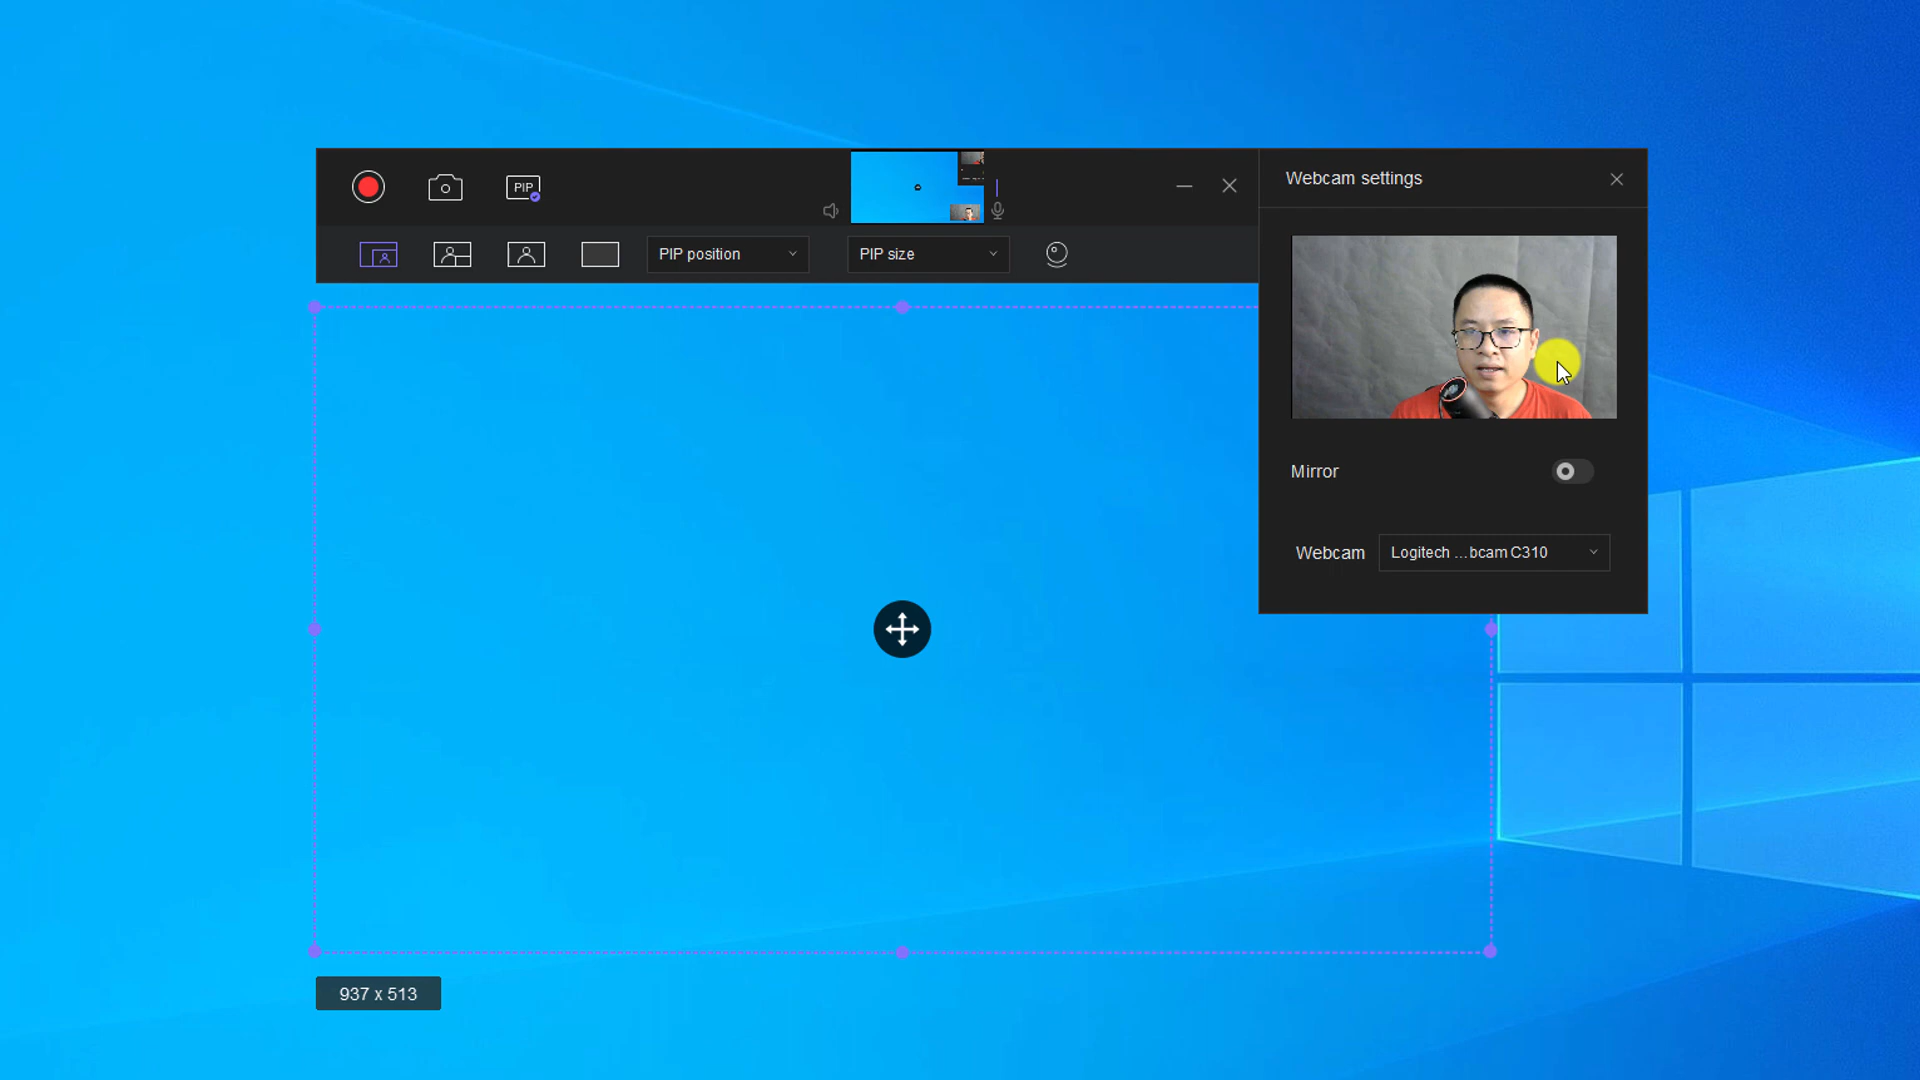 PIP
Webcam settings
PIP position
PIP size
Mirror
Webcam
Logitech ...bcam C310
937 x 513